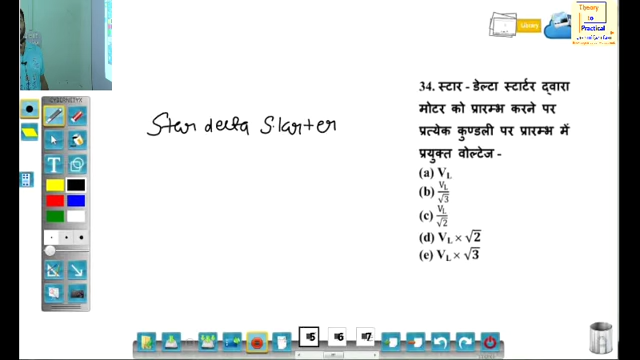 Library
Theory
to
Practical
34. स्टार - डेल्टा स्टार्टर द्वारा
मोटर को प्रारम्भ करने पर
प्रत्येक कुण्डली पर प्रारम्भ में
प्रयुक्त वोल्टेज -
(a) V_L
(b) V_L/√3
(c) V_L/√2
(d) V_L × √2
(e) V_L × √3
Star delta Starter
5
6
7